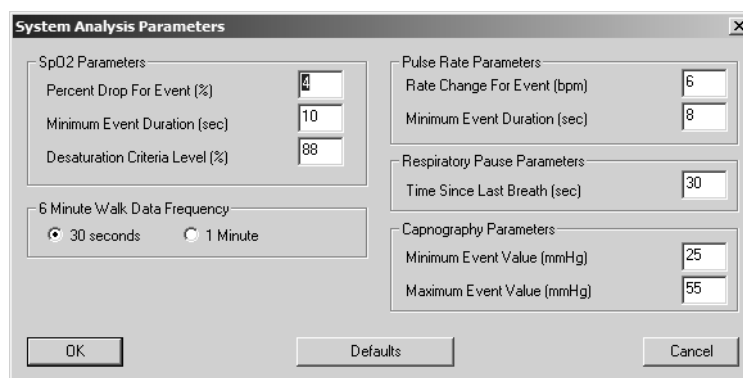 System Analysis Parameters
SpO2 Parameters
Percent Drop For Event (%) 4
Minimum Event Duration (sec) 10
Desaturation Criteria Level (%) 88
6 Minute Walk Data Frequency
30 seconds 1 Minute
Pulse Rate Parameters
Rate Change For Event (bpm) 6
Minimum Event Duration (sec) 8
Respiratory Pause Parameters
Time Since Last Breath (sec) 30
Capnography Parameters
Minimum Event Value (mmHg) 25
Maximum Event Value (mmHg) 55
OK Defaults Cancel